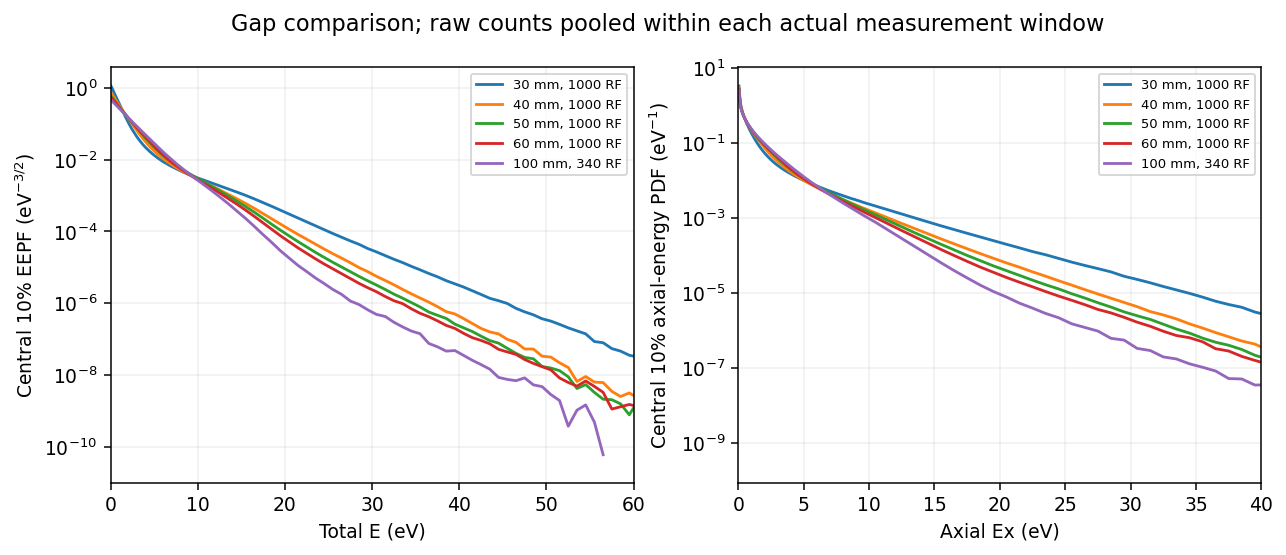 Gap comparison; raw counts pooled within each actual measurement window
Central 10% EEPF (eV^{-3/2})
10^0
10^{-2}
10^{-4}
10^{-6}
10^{-8}
10^{-10}
0 10 20 30 40 50 60
Total E (eV)
30 mm, 1000 RF
40 mm, 1000 RF
50 mm, 1000 RF
60 mm, 1000 RF
100 mm, 340 RF
Central 10% axial-energy PDF (eV^{-1})
10^1
10^{-1}
10^{-3}
10^{-5}
10^{-7}
10^{-9}
0 5 10 15 20 25 30 35 40
Axial Ex (eV)
30 mm, 1000 RF
40 mm, 1000 RF
50 mm, 1000 RF
60 mm, 1000 RF
100 mm, 340 RF